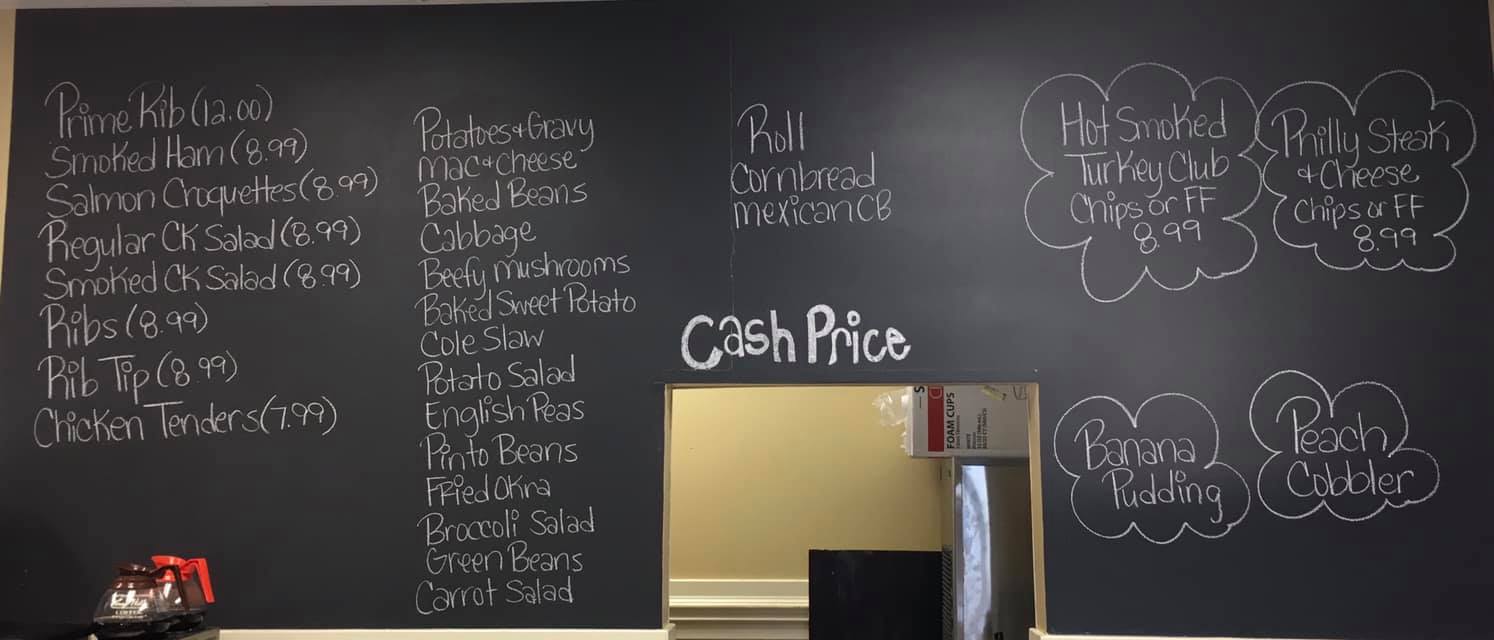 Prime Rib (12.00)
Smoked Ham (8.99)
Salmon Croquettes (8.99)
Regular CK Salad (8.99)
Smoked CK Salad (8.99)
Ribs (8.99)
Rib Tip (8.99)
Chicken Tenders (7.99)
Potatoes + Gravy
Mac + Cheese
Baked Beans
Cabbage
Beefy Mushrooms
Baked Sweet Potato
Cole Slaw
Potato Salad
English Peas
Pinto Beans
Fried Okra
Broccoli Salad
Green Beans
Carrot Salad
Roll
Cornbread
Mexican CB
Cash Price
Hot Smoked
Turkey Club
Chips or FF
8.99
Philly Steak
+ Cheese
Chips or FF
8.99
Banana
Pudding
Peach
Cobbler
FOAM CUPS